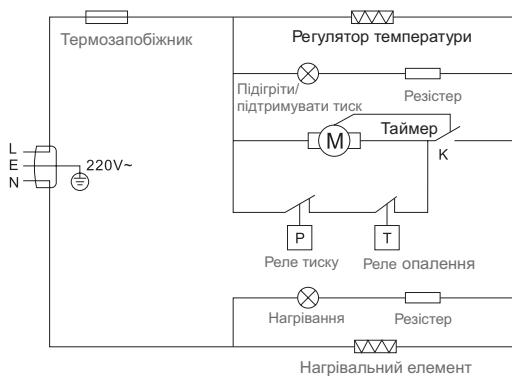 Термозапобіжник
Регулятор температури
Підігріти/
підтримувати тиск
Резістер
Таймер
M
K
L
E
N
220V~
P
T
Реле тиску
Реле опалення
Нагрівання
Резістер
Нагрівальний елемент